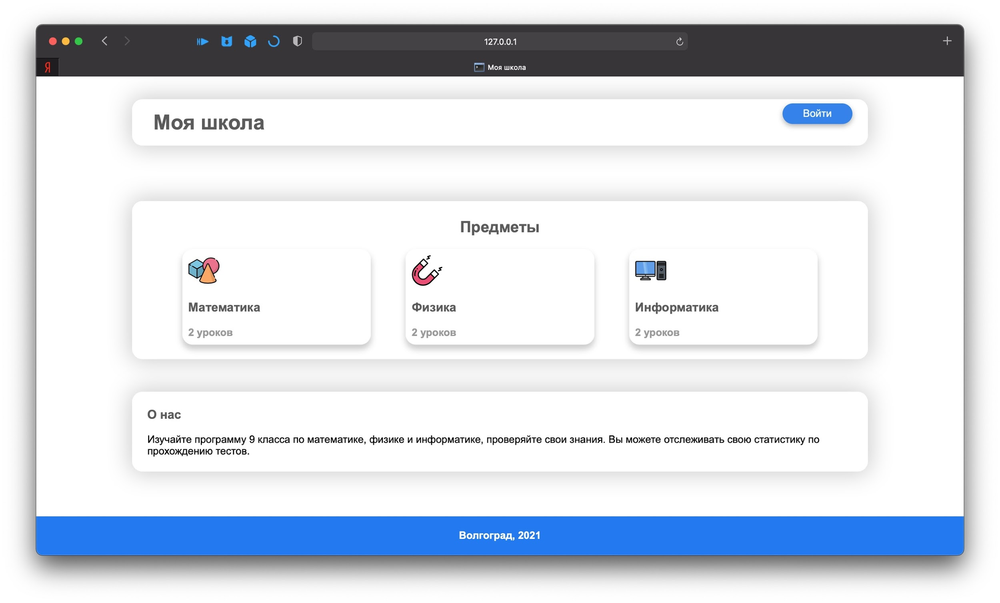 127.0.0.1
Я
Моя школа
Моя школа
Войти
Предметы
Математика
2 уроков
Физика
2 уроков
Информатика
2 уроков
О нас
Изучайте программу 9 класса по математике, физике и информатике, проверяйте свои знания. Вы можете отслеживать свою статистику по
прохождению тестов.
Волгоград, 2021